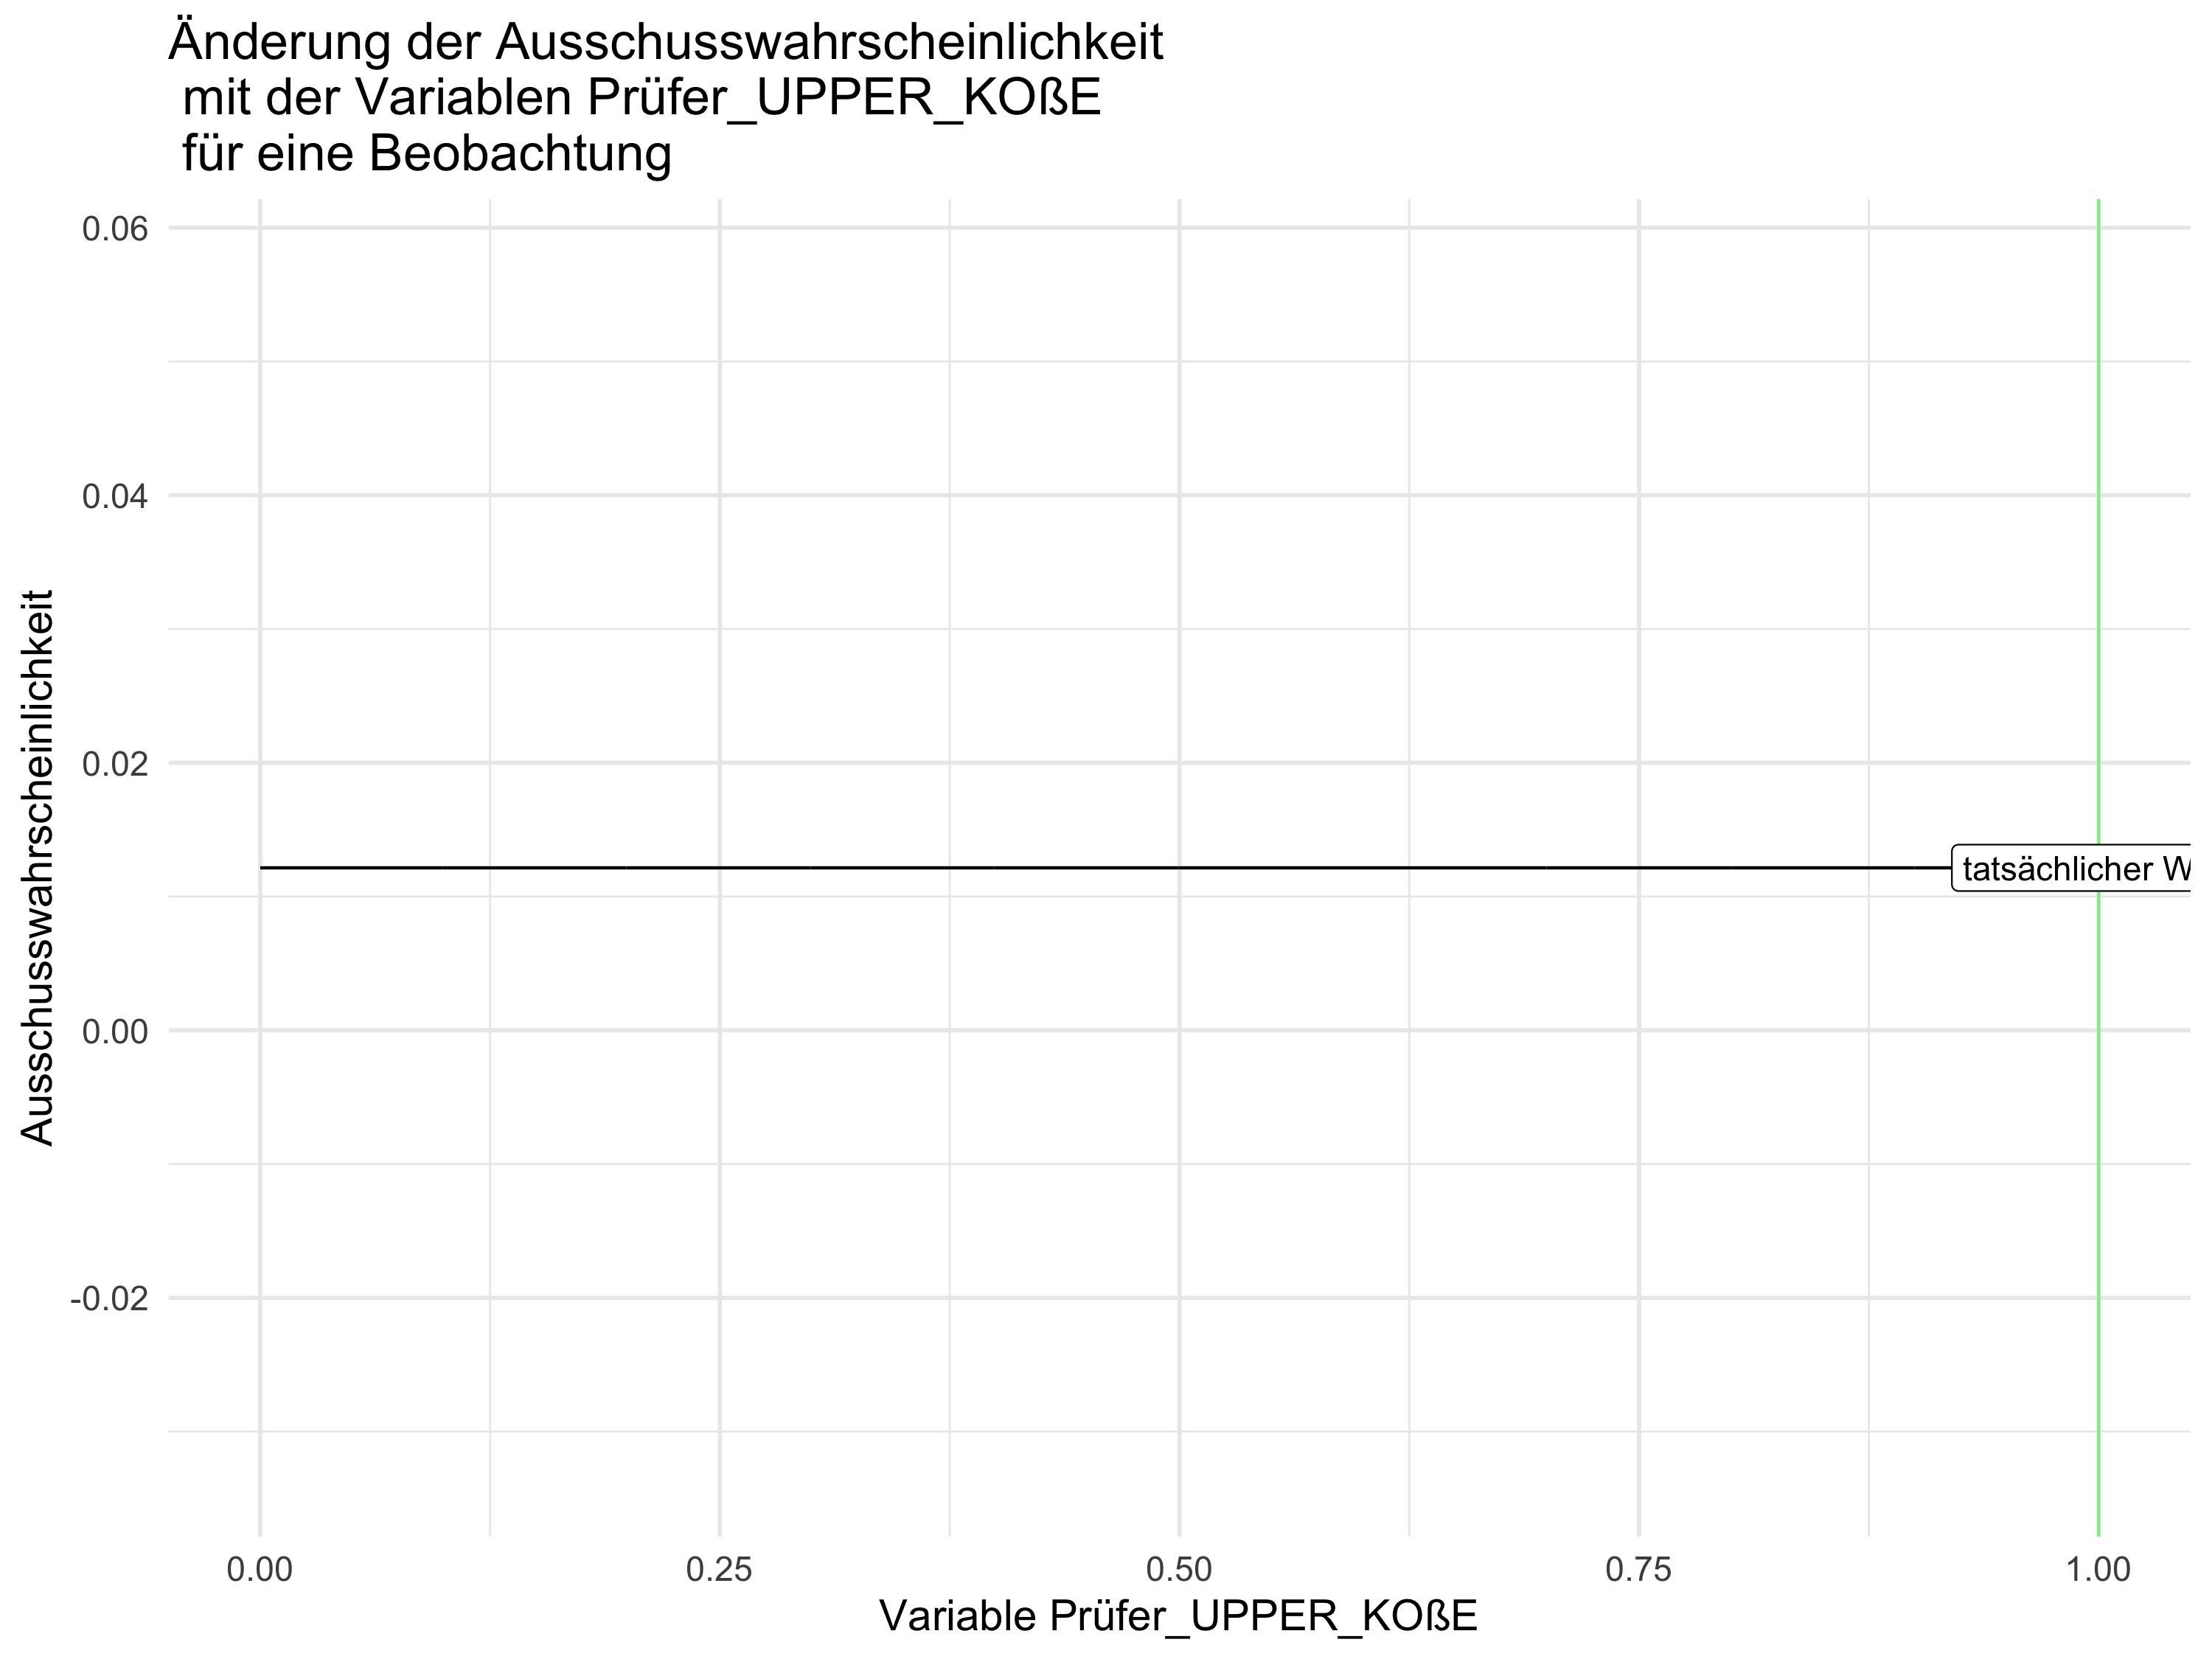 Änderung der Ausschusswahrscheinlichkeit
mit der Variablen Prüfer_UPPER_KOßE
für eine Beobachtung
Ausschusswahrscheinlichkeit
0.06
0.04
0.02
0.00
-0.02
tatsächlicher W
0.00 0.25 0.50 0.75 1.00
Variable Prüfer_UPPER_KOßE